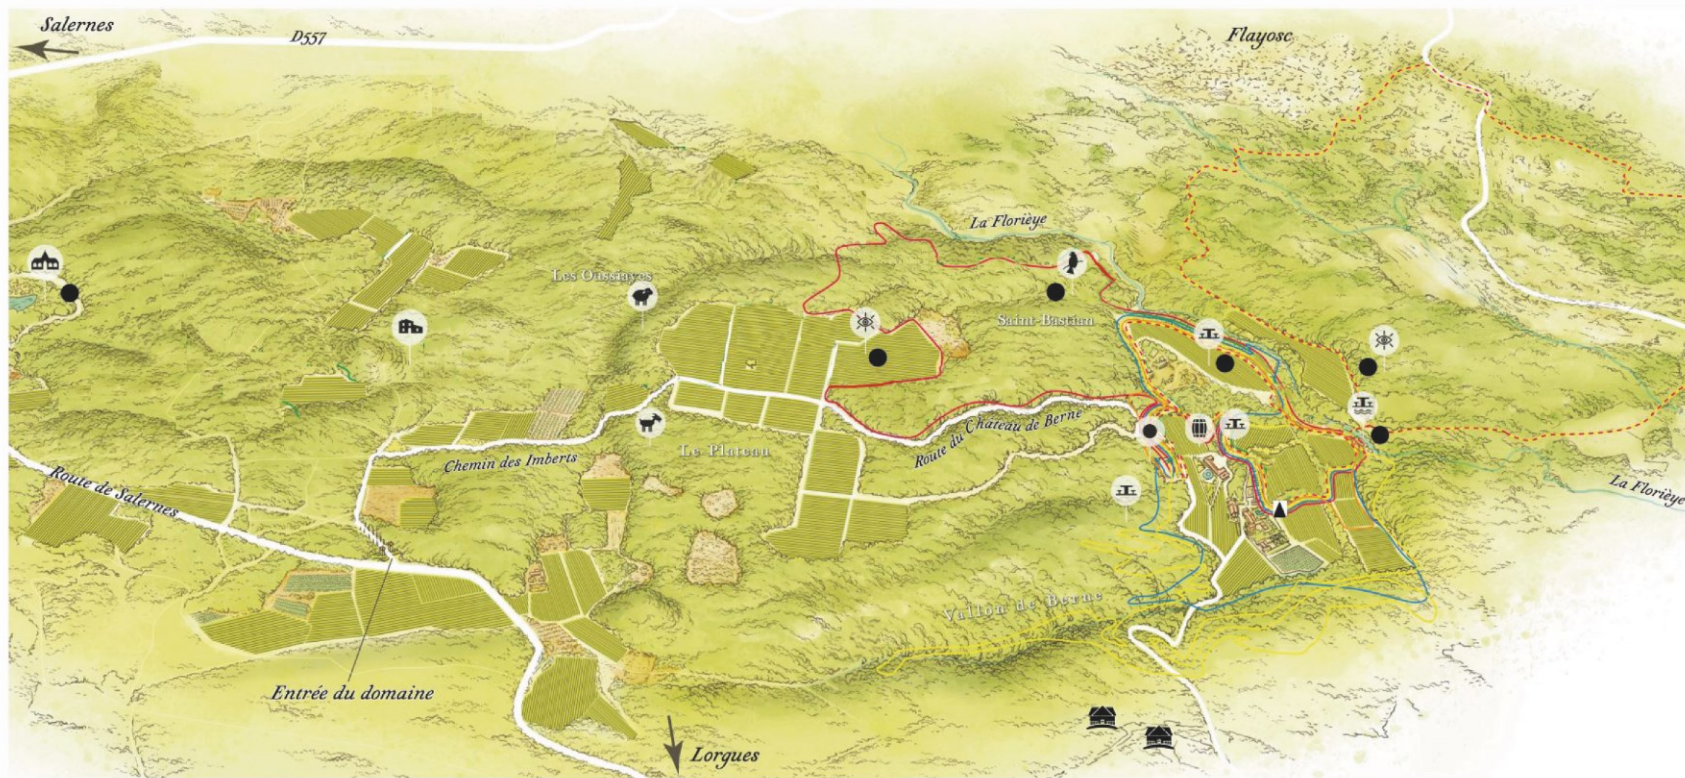 Salernes
D557
Flayosc
La Florièye
Les Oussiayes
Saint Bastian
Le Plateau
Route du Château de Berne
Chemin des Imberts
Route de Salernes
La Florièye
Vallon de Berne
Entrée du domaine
Lorgues